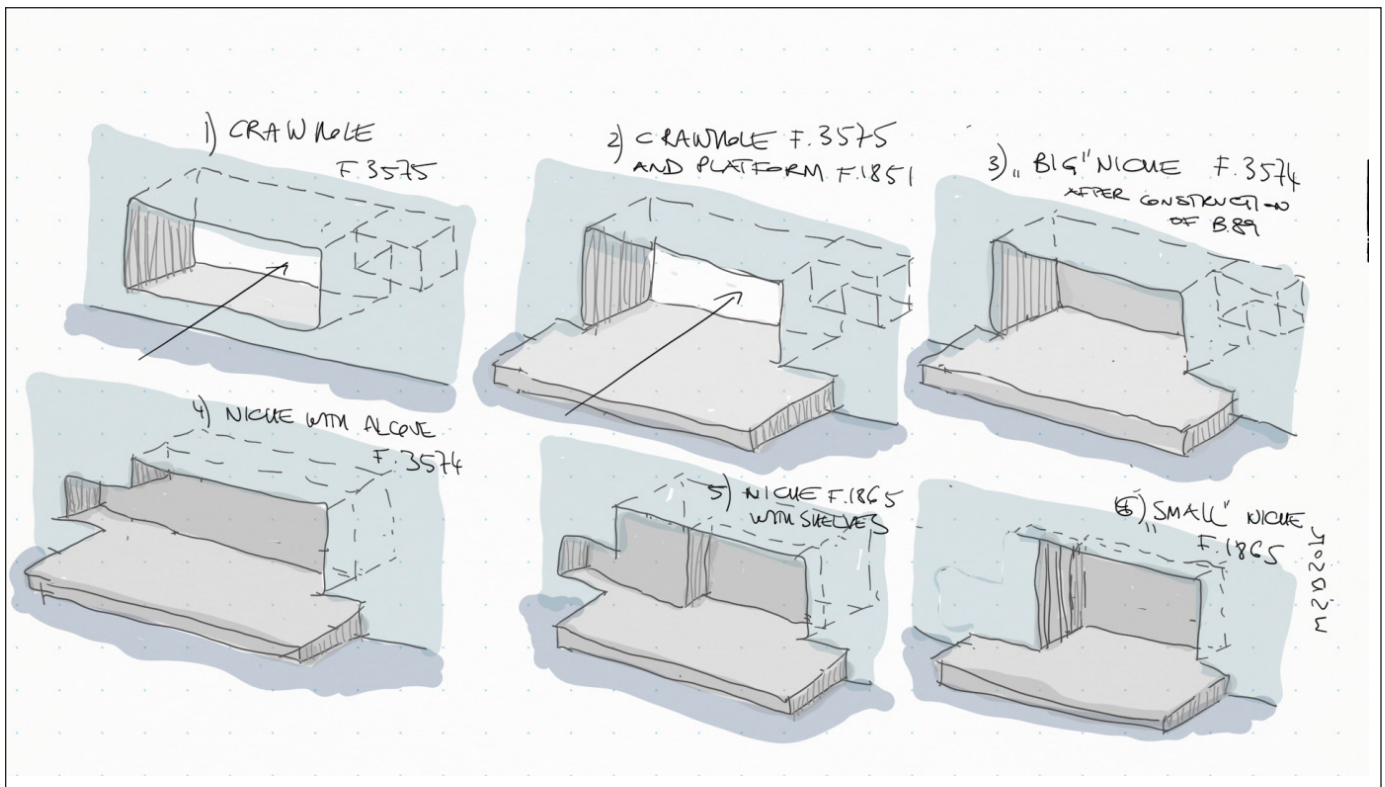 1) CRAWHOLE
F.3575
2) CRAWHOLE F.3575
AND PLATFORM F.1851
3) „BIG" NICHE F.3574
AFTER CONSTRUCTION
OF B.89
4) NICHE WITH ALCOVE
F.3574
5) NICHE F.1865
WITH SHELVES
6) „SMALL" NICHE
F.1865